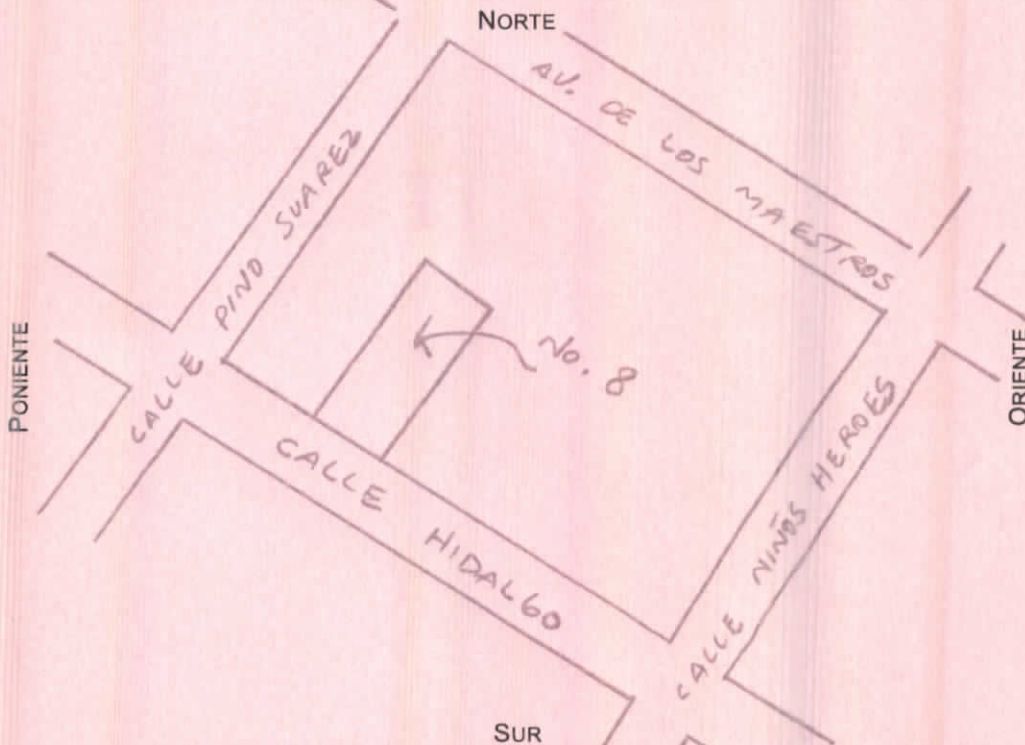 NORTE
AV. DE LOS MAESTROS
CALLE PINO SUAREZ
PONIENTE
No. 8
ORIENTE
CALLE HIDALGO
CALLE NIÑOS HEROES
SUR